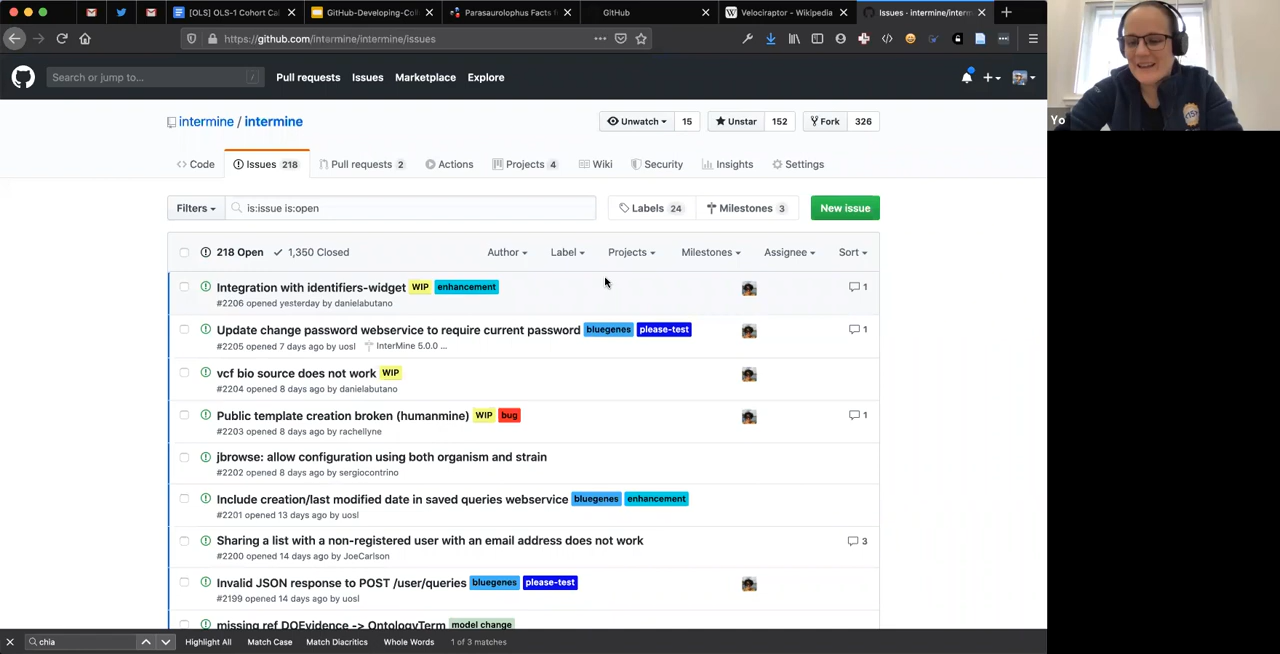 [OLS] OLS-1 Cohort Cal
GitHub-Developing-Col
Parasaurolophus Facts f
GitHub
Velociraptor - Wikipedia
Issues · intermine/interm
https://github.com/intermine/intermine/issues
Search or jump to...
/
Pull requests
Issues
Marketplace
Explore
intermine / intermine
Unwatch
15
Unstar
152
Fork
326
Code
Issues 218
Pull requests 2
Actions
Projects 4
Wiki
Security
Insights
Settings
Filters
is:issue is:open
Labels 24
Milestones 3
New issue
218 Open
1,350 Closed
Author
Label
Projects
Milestones
Assignee
Sort
Integration with identifiers-widget WIP enhancement
1
#2206 opened yesterday by danielabutano
Update change password webservice to require current password bluegenes please-test
1
#2205 opened 7 days ago by uosl InterMine 5.0.0 ...
vcf bio source does not work WIP
#2204 opened 8 days ago by danielabutano
Public template creation broken (humanmine) WIP bug
1
#2203 opened 8 days ago by rachellyne
jbrowse: allow configuration using both organism and strain
#2202 opened 8 days ago by sergiocontrino
Include creation/last modified date in saved queries webservice bluegenes enhancement
#2201 opened 13 days ago by uosl
Sharing a list with a non-registered user with an email address does not work
3
#2200 opened 14 days ago by JoeCarlson
Invalid JSON response to POST /user/queries bluegenes please-test
#2199 opened 14 days ago by uosl
missing ref DOEvidence -> OntologyTerm model change
chia
Highlight All
Match Case
Match Diacritics
Whole Words
1 of 3 matches
Yo